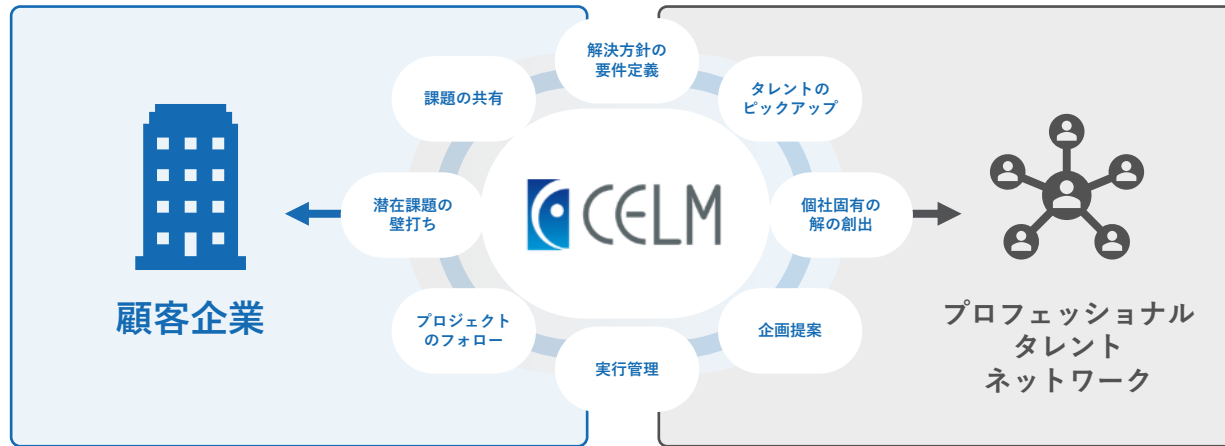 解決方針の
要件定義
課題の共有
タレントの
ピックアップ
CELM
潜在課題の
壁打ち
個社固有の
解の創出
顧客企業
プロフェッショナル
タレント
ネットワーク
プロジェクト
のフォロー
企画提案
実行管理